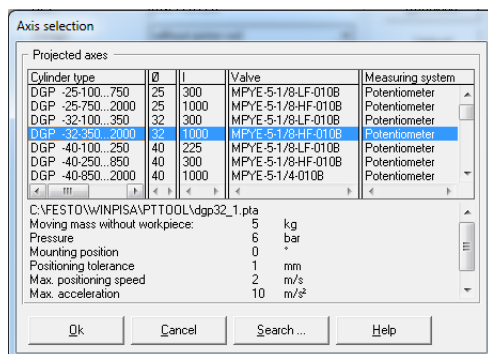 Axis selection
Projected axes
Cylinder type Ø l Valve Measuring system
DGP -25-100...750 25 300 MPYE-5-1/8-LF-010B Potentiometer
DGP -25-750...2000 25 1000 MPYE-5-1/8-HF-010B Potentiometer
DGP -32-100...350 32 300 MPYE-5-1/8-LF-010B Potentiometer
DGP -32-350...2000 32 1000 MPYE-5-1/8-HF-010B Potentiometer
DGP -40-100...250 40 225 MPYE-5-1/8-LF-010B Potentiometer
DGP -40-250...850 40 300 MPYE-5-1/8-HF-010B Potentiometer
DGP -40-850...2000 40 1000 MPYE-5-1/4-010B Potentiometer
C:\FESTO\WINPISA\PTTOOL\dgp32_1.pta
Moving mass without workpiece: 5 kg
Pressure 6 bar
Mounting position 0 °
Positioning tolerance 1 mm
Max. positioning speed 2 m/s
Max. acceleration 10 m/s²
Ok Cancel Search ... Help